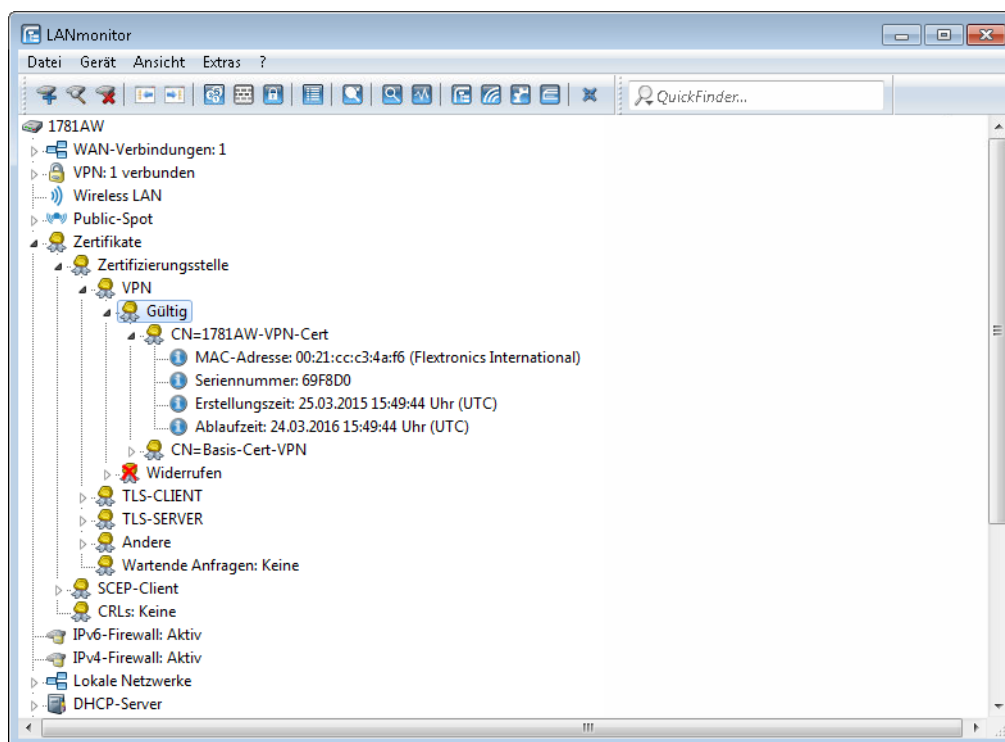 LANmonitor
Datei Gerät Ansicht Extras ?
QuickFinder...
1781AW
WAN-Verbindungen: 1
VPN: 1 verbunden
Wireless LAN
Public-Spot
Zertifikate
Zertifizierungsstelle
VPN
Gültig
CN=1781AW-VPN-Cert
MAC-Adresse: 00:21:cc:c3:4a:f6 (Flextronics International)
Seriennummer: 69F8D0
Erstellungszeit: 25.03.2015 15:49:44 Uhr (UTC)
Ablaufzeit: 24.03.2016 15:49:44 Uhr (UTC)
CN=Basis-Cert-VPN
Widerrufen
TLS-CLIENT
TLS-SERVER
Andere
Wartende Anfragen: Keine
SCEP-Client
CRLs: Keine
IPv6-Firewall: Aktiv
IPv4-Firewall: Aktiv
Lokale Netzwerke
DHCP-Server